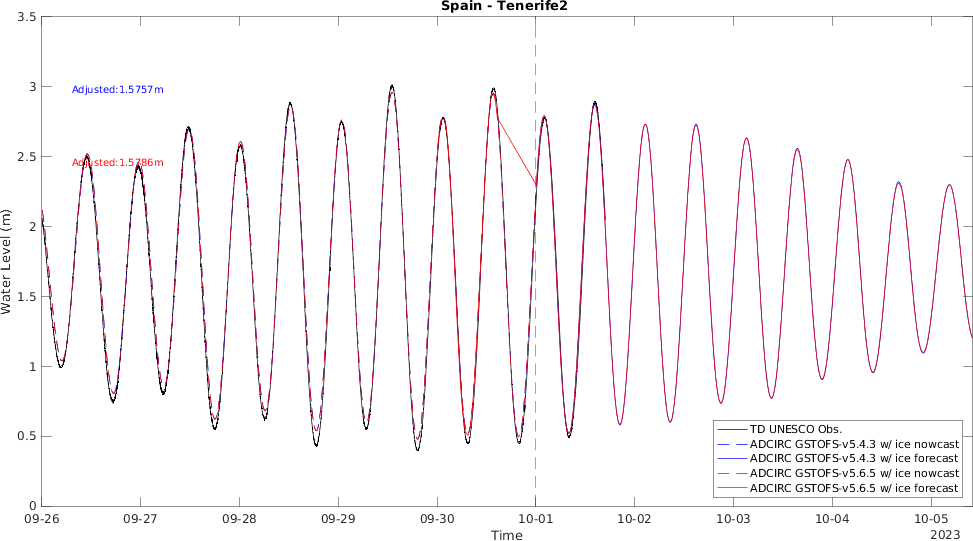 Spain - Tenerife2
3.5
3
2.5
2
1.5
1
0.5
0
Water Level (m)
Adjusted:1.5757m
Adjusted:1.5786m
TD UNESCO Obs.
ADCIRC GSTOFS-v5.4.3 w/ ice nowcast
ADCIRC GSTOFS-v5.4.3 w/ ice forecast
ADCIRC GSTOFS-v5.6.5 w/ ice nowcast
ADCIRC GSTOFS-v5.6.5 w/ ice forecast
09-26 09-27 09-28 09-29 09-30 10-01 10-02 10-03 10-04 10-05
Time
2023